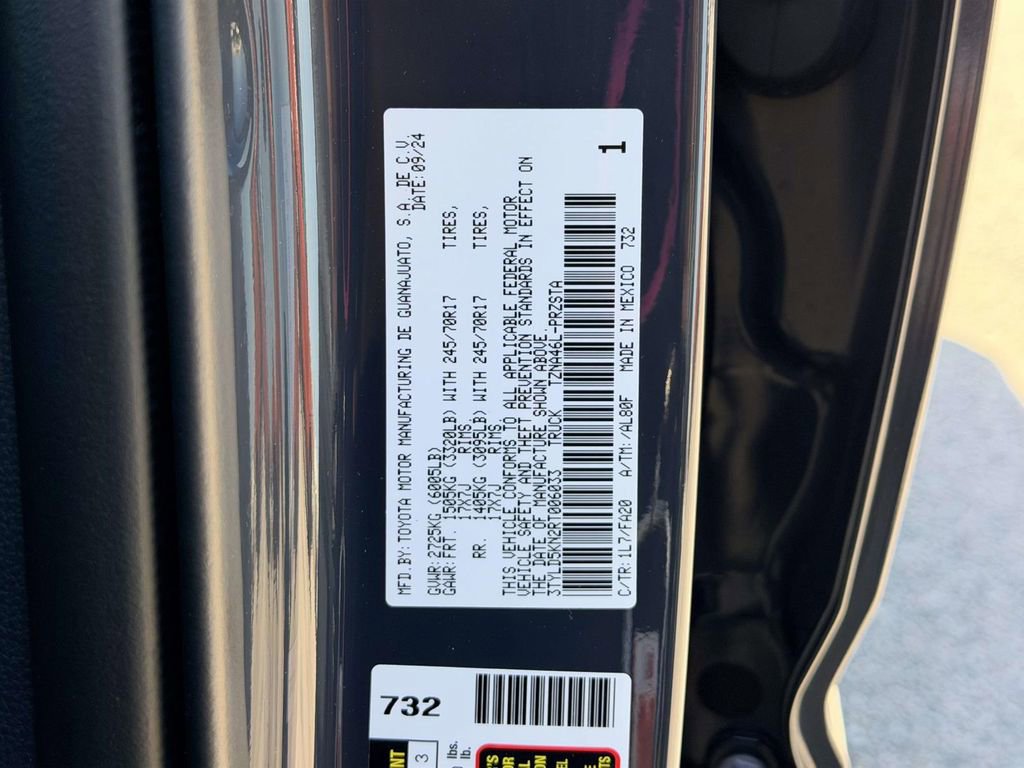 MFD.BY: TOYOTA MOTOR MANUFACTURING DE GUANAJUATO, S.A. DE C.V.
DATE: 09/24
GVWR: 2725KG (6005LB)
GAWR: FRT. 1505KG (3320LB) WITH 245/70R17 TIRES,
17X7J RIMS,
RR. 1405KG (3095LB) WITH 245/70R17 TIRES,
17X7J RIMS.
THIS VEHICLE CONFORMS TO ALL APPLICABLE FEDERAL MOTOR
VEHICLE SAFETY AND THEFT PREVENTION STANDARDS IN EFFECT ON
THE DATE OF MANUFACTURE SHOWN ABOVE.
3TYLD5KN2RT006033 TRUCK TZNA46L-PRZSTA
1
C/TR: 1L7/FA20 A/TM: /AL80F MADE IN MEXICO 732
732
3
lbs.
lb.